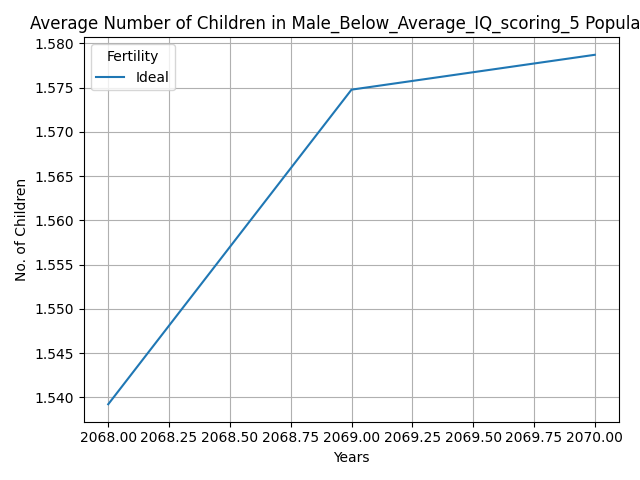 Average Number of Children in Male_Below_Average_IQ_scoring_5 Popula
1.580
1.575
1.570
1.565
1.560
1.555
1.550
1.545
1.540
No. of Children
Fertility
Ideal
2068.00 2068.25 2068.50 2068.75 2069.00 2069.25 2069.50 2069.75 2070.00
Years